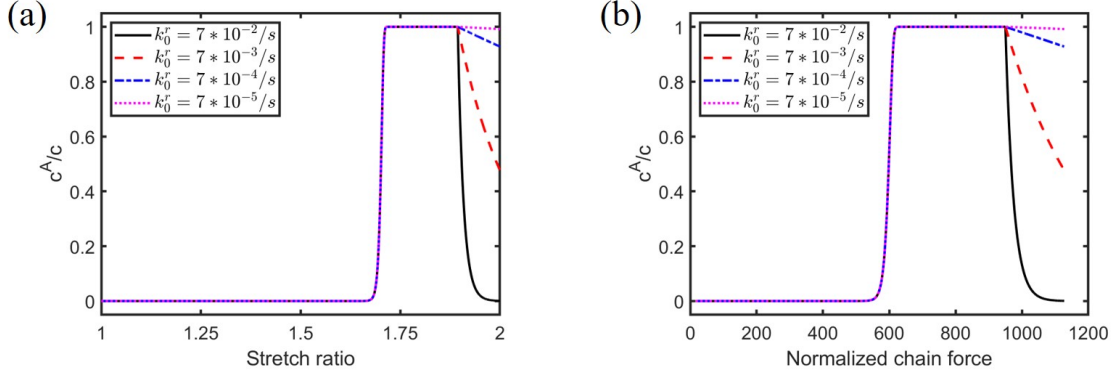 (a)
1
0.8
0.6
0.4
0.2
0
c^A/c
k_0^r = 7 * 10^{-2}/s
k_0^r = 7 * 10^{-3}/s
k_0^r = 7 * 10^{-4}/s
k_0^r = 7 * 10^{-5}/s
1 1.25 1.5 1.75 2
Stretch ratio
(b)
1
0.8
0.6
0.4
0.2
0
c^A/c
k_0^r = 7 * 10^{-2}/s
k_0^r = 7 * 10^{-3}/s
k_0^r = 7 * 10^{-4}/s
k_0^r = 7 * 10^{-5}/s
0 200 400 600 800 1000 1200
Normalized chain force